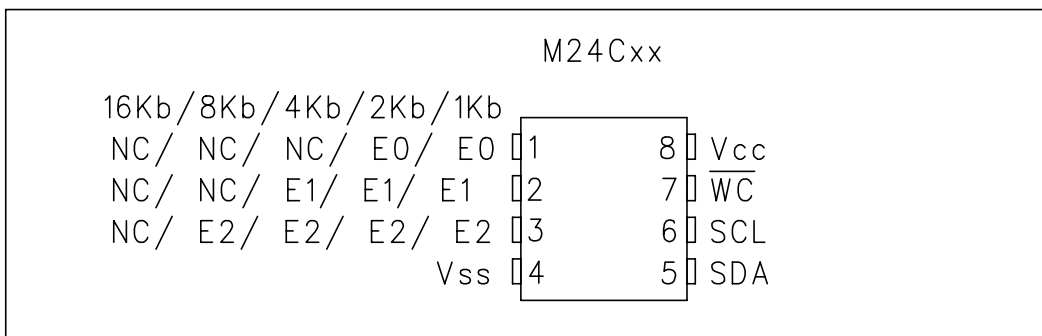 M24Cxx
16Kb/8Kb/4Kb/2Kb/1Kb
NC/ NC/ NC/ E0/ E0 1 8 Vcc
NC/ NC/ E1/ E1/ E1 2 7 W̅C̅
NC/ E2/ E2/ E2/ E2 3 6 SCL
Vss 4 5 SDA